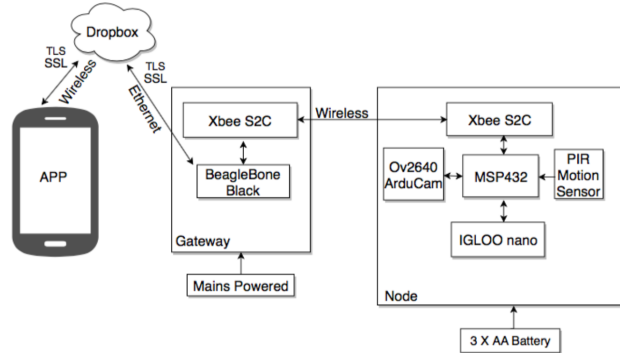 Dropbox
TLS
SSL
Wireless
TLS
SSL
Ethernet
APP
Xbee S2C
BeagleBone
Black
Gateway
Mains Powered
Wireless
Xbee S2C
Ov2640
ArduCam
MSP432
PIR
Motion
Sensor
IGLOO nano
Node
3 X AA Battery